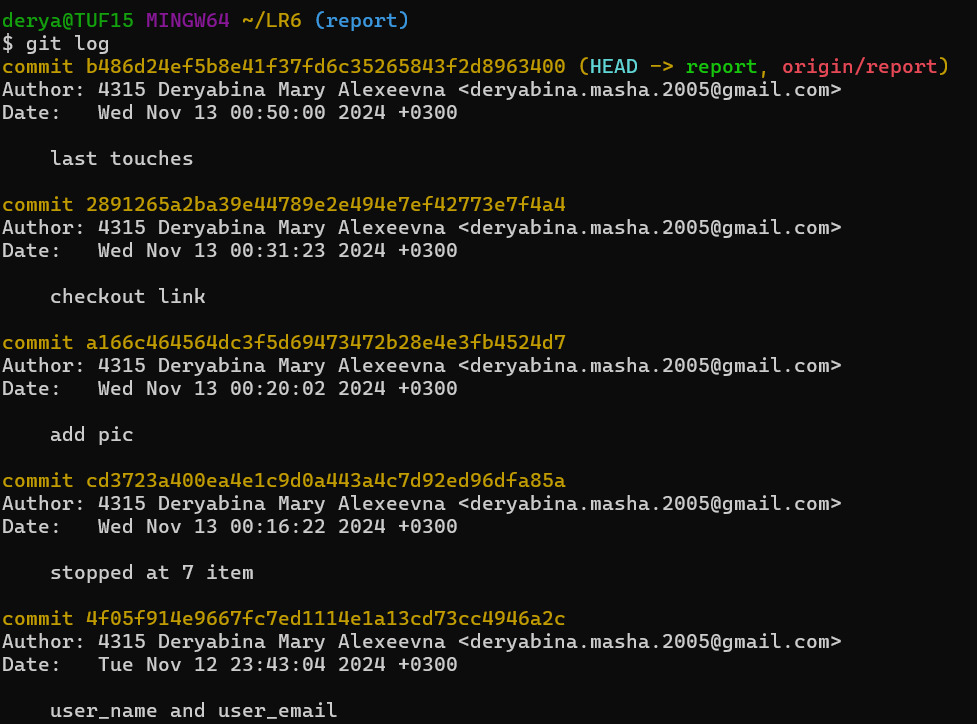 derya@TUF15 MINGW64 ~/LR6 (report)
$ git log
commit b486d24ef5b8e41f37fd6c35265843f2d8963400 (HEAD -> report, origin/report)
Author: 4315 Deryabina Mary Alexeevna <deryabina.masha.2005@gmail.com>
Date:   Wed Nov 13 00:50:00 2024 +0300
    last touches
commit 2891265a2ba39e44789e2e494e7ef42773e7f4a4
Author: 4315 Deryabina Mary Alexeevna <deryabina.masha.2005@gmail.com>
Date:   Wed Nov 13 00:31:23 2024 +0300
    checkout link
commit a166c464564dc3f5d69473472b28e4e3fb4524d7
Author: 4315 Deryabina Mary Alexeevna <deryabina.masha.2005@gmail.com>
Date:   Wed Nov 13 00:20:02 2024 +0300
    add pic
commit cd3723a400ea4e1c9d0a443a4c7d92ed96dfa85a
Author: 4315 Deryabina Mary Alexeevna <deryabina.masha.2005@gmail.com>
Date:   Wed Nov 13 00:16:22 2024 +0300
    stopped at 7 item
commit 4f05f914e9667fc7ed1114e1a13cd73cc4946a2c
Author: 4315 Deryabina Mary Alexeevna <deryabina.masha.2005@gmail.com>
Date:   Tue Nov 12 23:43:04 2024 +0300
    user_name and user_email